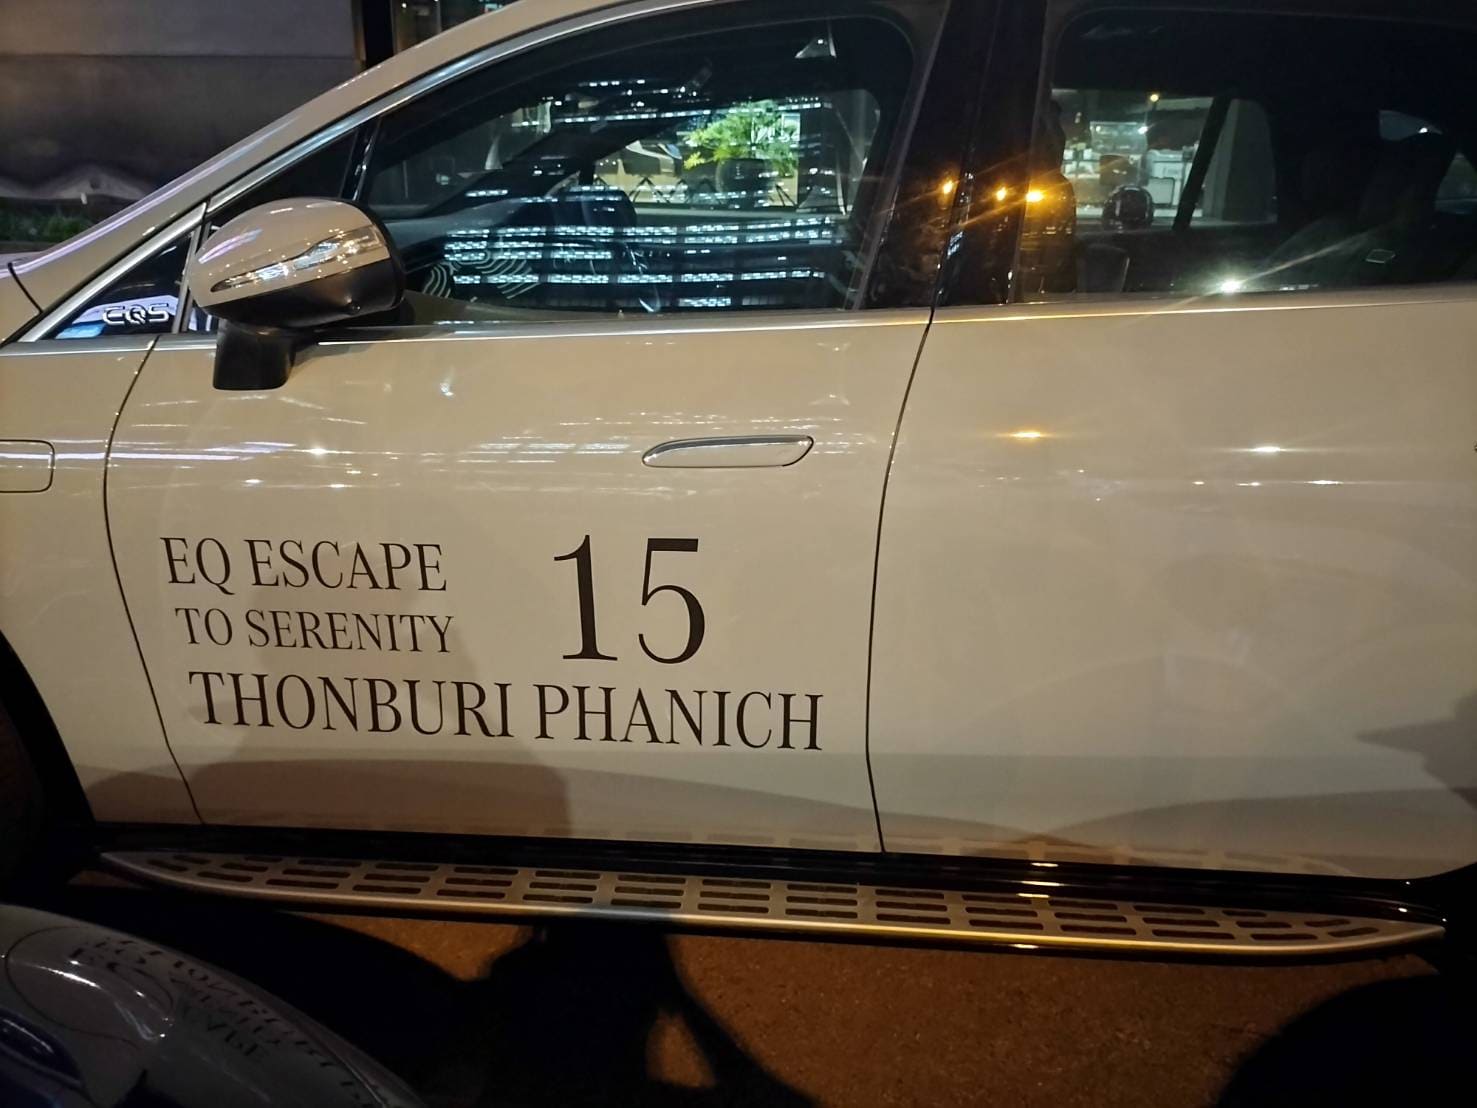 EQS
EQ ESCAPE
TO SERENITY
15
THONBURI PHANICH